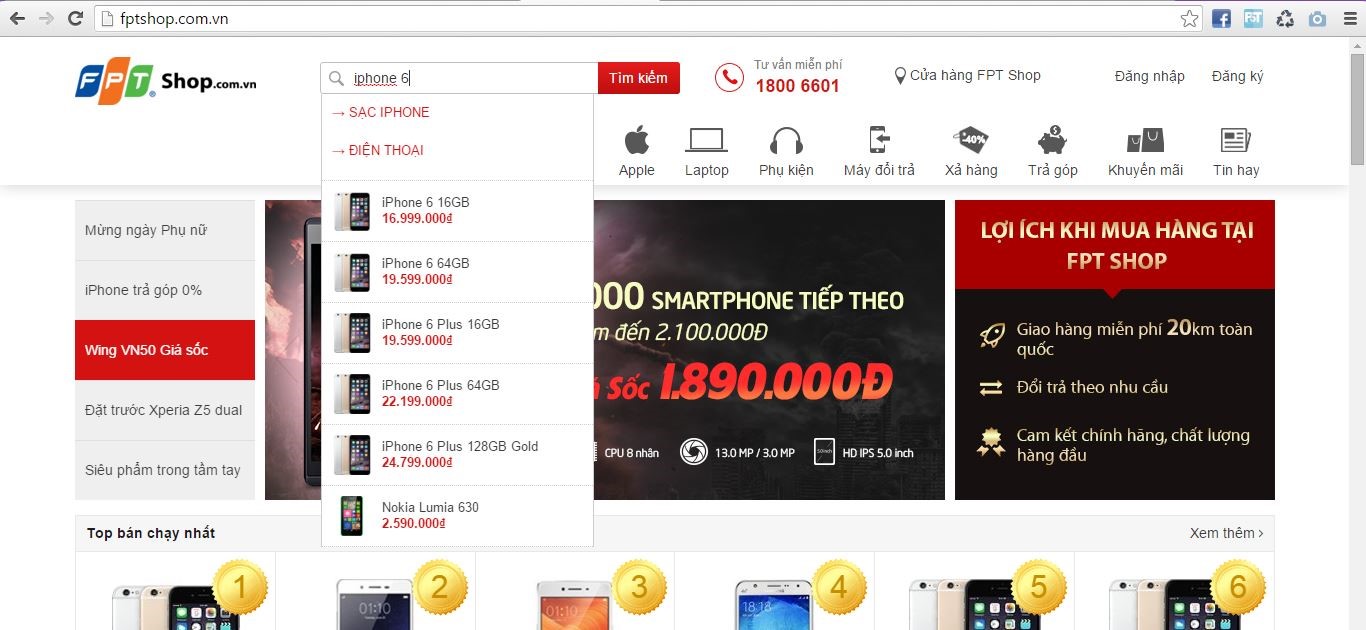 fptshop.com.vn
FPT Shop.com.vn
iphone 6
Tìm kiếm
Tư vấn miễn phí
1800 6601
Cửa hàng FPT Shop
Đăng nhập
Đăng ký
→ SẠC IPHONE
→ ĐIỆN THOẠI
Apple
Laptop
Phụ kiện
Máy đổi trả
40%
Xả hàng
Trả góp
Khuyến mãi
Tin hay
iPhone 6 16GB
16.999.000₫
iPhone 6 64GB
19.599.000₫
iPhone 6 Plus 16GB
19.599.000₫
iPhone 6 Plus 64GB
22.199.000₫
iPhone 6 Plus 128GB Gold
24.799.000₫
Nokia Lumia 630
2.590.000₫
Mừng ngày Phụ nữ
iPhone trả góp 0%
Wing VN50 Giá sốc
Đặt trước Xperia Z5 dual
Siêu phẩm trong tầm tay
000 SMARTPHONE TIẾP THEO
đến 2.100.000Đ
Sốc 1.890.000Đ
CPU 8 nhân
13.0 MP / 3.0 MP
HD IPS 5.0 inch
LỢI ÍCH KHI MUA HÀNG TẠI
FPT SHOP
Giao hàng miễn phí 20km toàn
quốc
Đổi trả theo nhu cầu
Cam kết chính hãng, chất lượng
hàng đầu
Top bán chạy nhất
Xem thêm ›
1
2
3
4
5
6
01:10
01:10
18:18